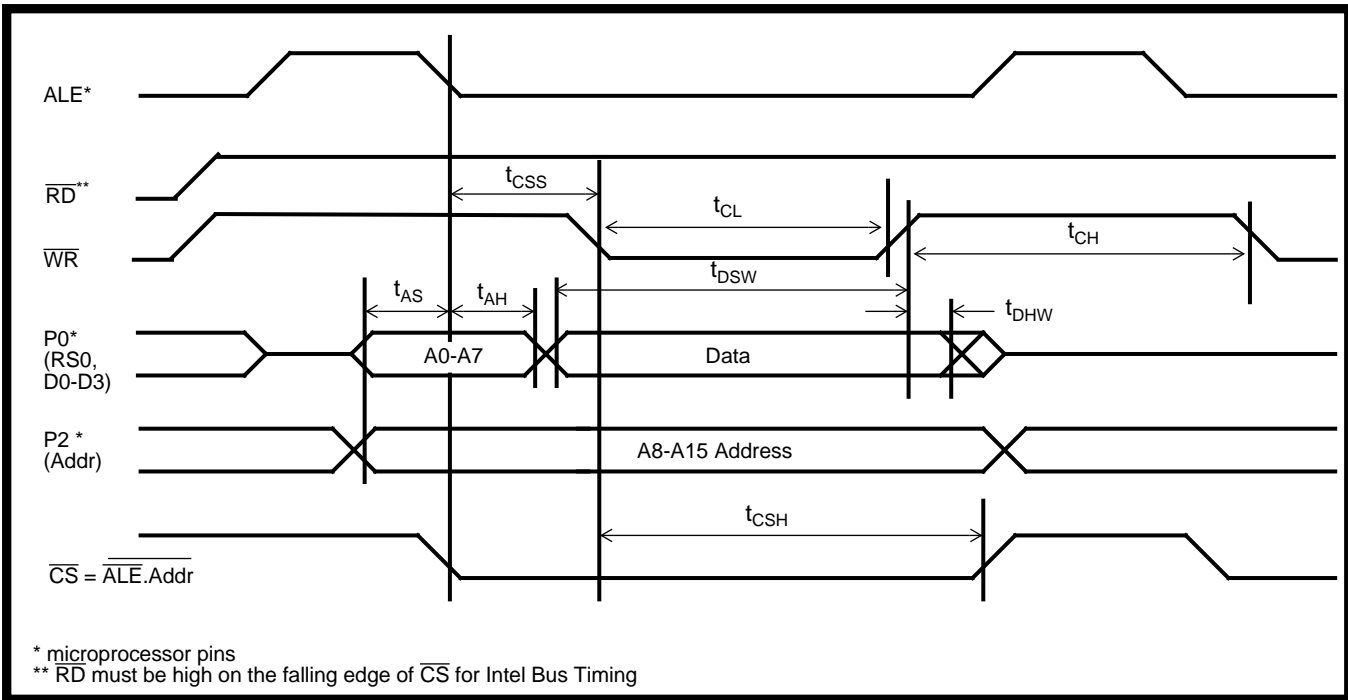 ALE*
RD**
tCSS
tCL
tCH
WR
tDSW
tAS
tAH
tDHW
P0*
(RS0,
D0-D3)
A0-A7
Data
P2 *
(Addr)
A8-A15 Address
tCSH
CS = ALE.Addr
* microprocessor pins
** RD must be high on the falling edge of CS for Intel Bus Timing